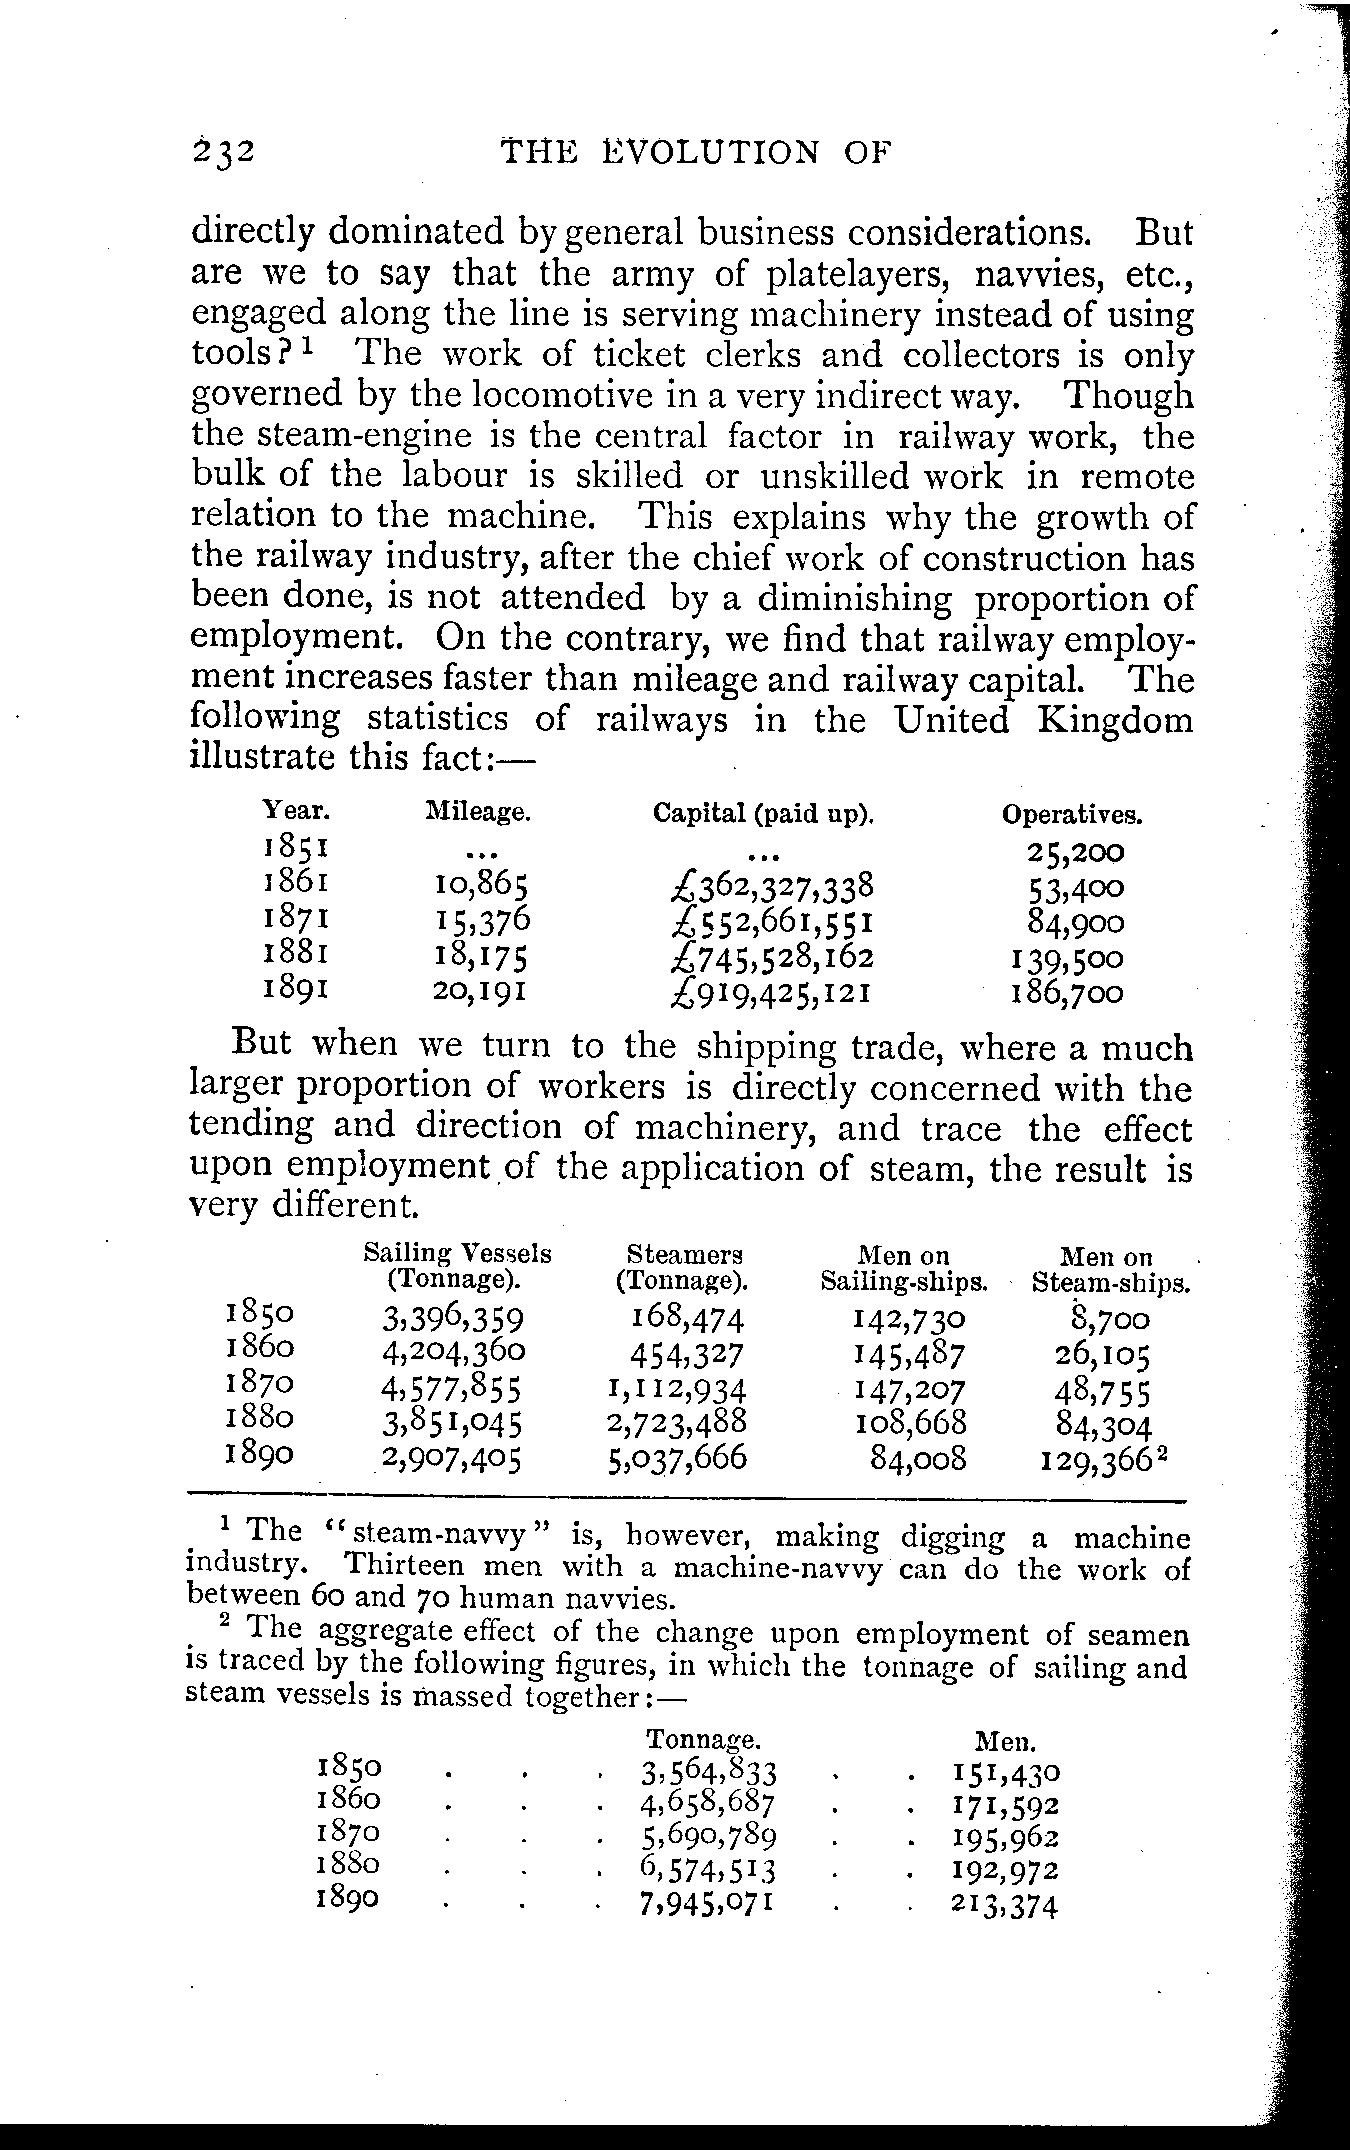 232 THE EVOLUTION OF
directly dominated by general business considerations. But
are we to say that the army of platelayers, navvies, etc.,
engaged along the line is serving machinery instead of using
tools?¹ The work of ticket clerks and collectors is only
governed by the locomotive in a very indirect way. Though
the steam-engine is the central factor in railway work, the
bulk of the labour is skilled or unskilled work in remote
relation to the machine. This explains why the growth of
the railway industry, after the chief work of construction has
been done, is not attended by a diminishing proportion of
employment. On the contrary, we find that railway employ-
ment increases faster than mileage and railway capital. The
following statistics of railways in the United Kingdom
illustrate this fact:—
Year. Mileage. Capital (paid up). Operatives.
1851 ... ... 25,200
1861 10,865 £362,327,338 53,400
1871 15,376 £552,661,551 84,900
1881 18,175 £745,528,162 139,500
1891 20,191 £919,425,121 186,700
But when we turn to the shipping trade, where a much
larger proportion of workers is directly concerned with the
tending and direction of machinery, and trace the effect
upon employment of the application of steam, the result is
very different.
Sailing Vessels Steamers Men on Men on
(Tonnage). (Tonnage). Sailing-ships. Steam-ships.
1850 3,396,359 168,474 142,730 8,700
1860 4,204,360 454,327 145,487 26,105
1870 4,577,855 1,112,934 147,207 48,755
1880 3,851,045 2,723,488 108,668 84,304
1890 2,907,405 5,037,666 84,008 129,366²
¹ The "steam-navvy" is, however, making digging a machine
industry. Thirteen men with a machine-navvy can do the work of
between 60 and 70 human navvies.
² The aggregate effect of the change upon employment of seamen
is traced by the following figures, in which the tonnage of sailing and
steam vessels is massed together:—
Tonnage. Men.
1850 . . . 3,564,833 . . 151,430
1860 . . . 4,658,687 . . 171,592
1870 . . . 5,690,789 . . 195,962
1880 . . . 6,574,513 . . 192,972
1890 . . . 7,945,071 . . 213,374